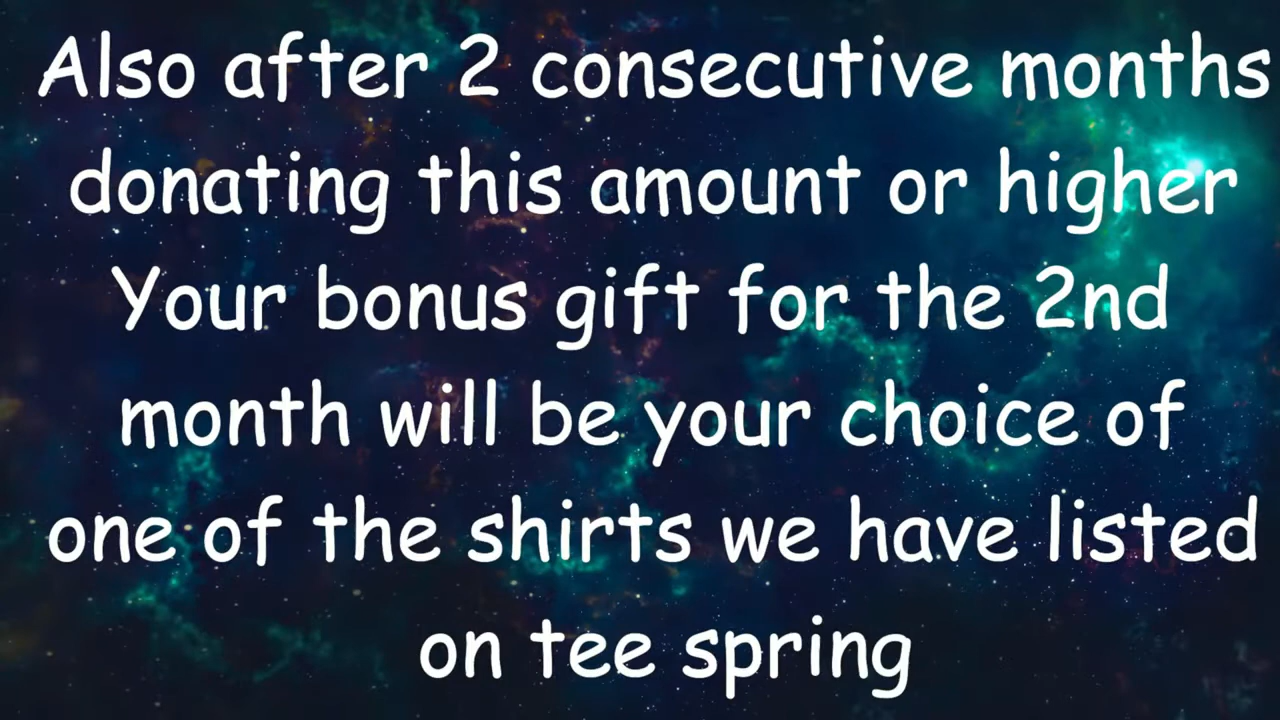 Also after 2 consecutive months
donating this amount or higher
Your bonus gift for the 2nd
month will be your choice of
one of the shirts we have listed
on tee spring